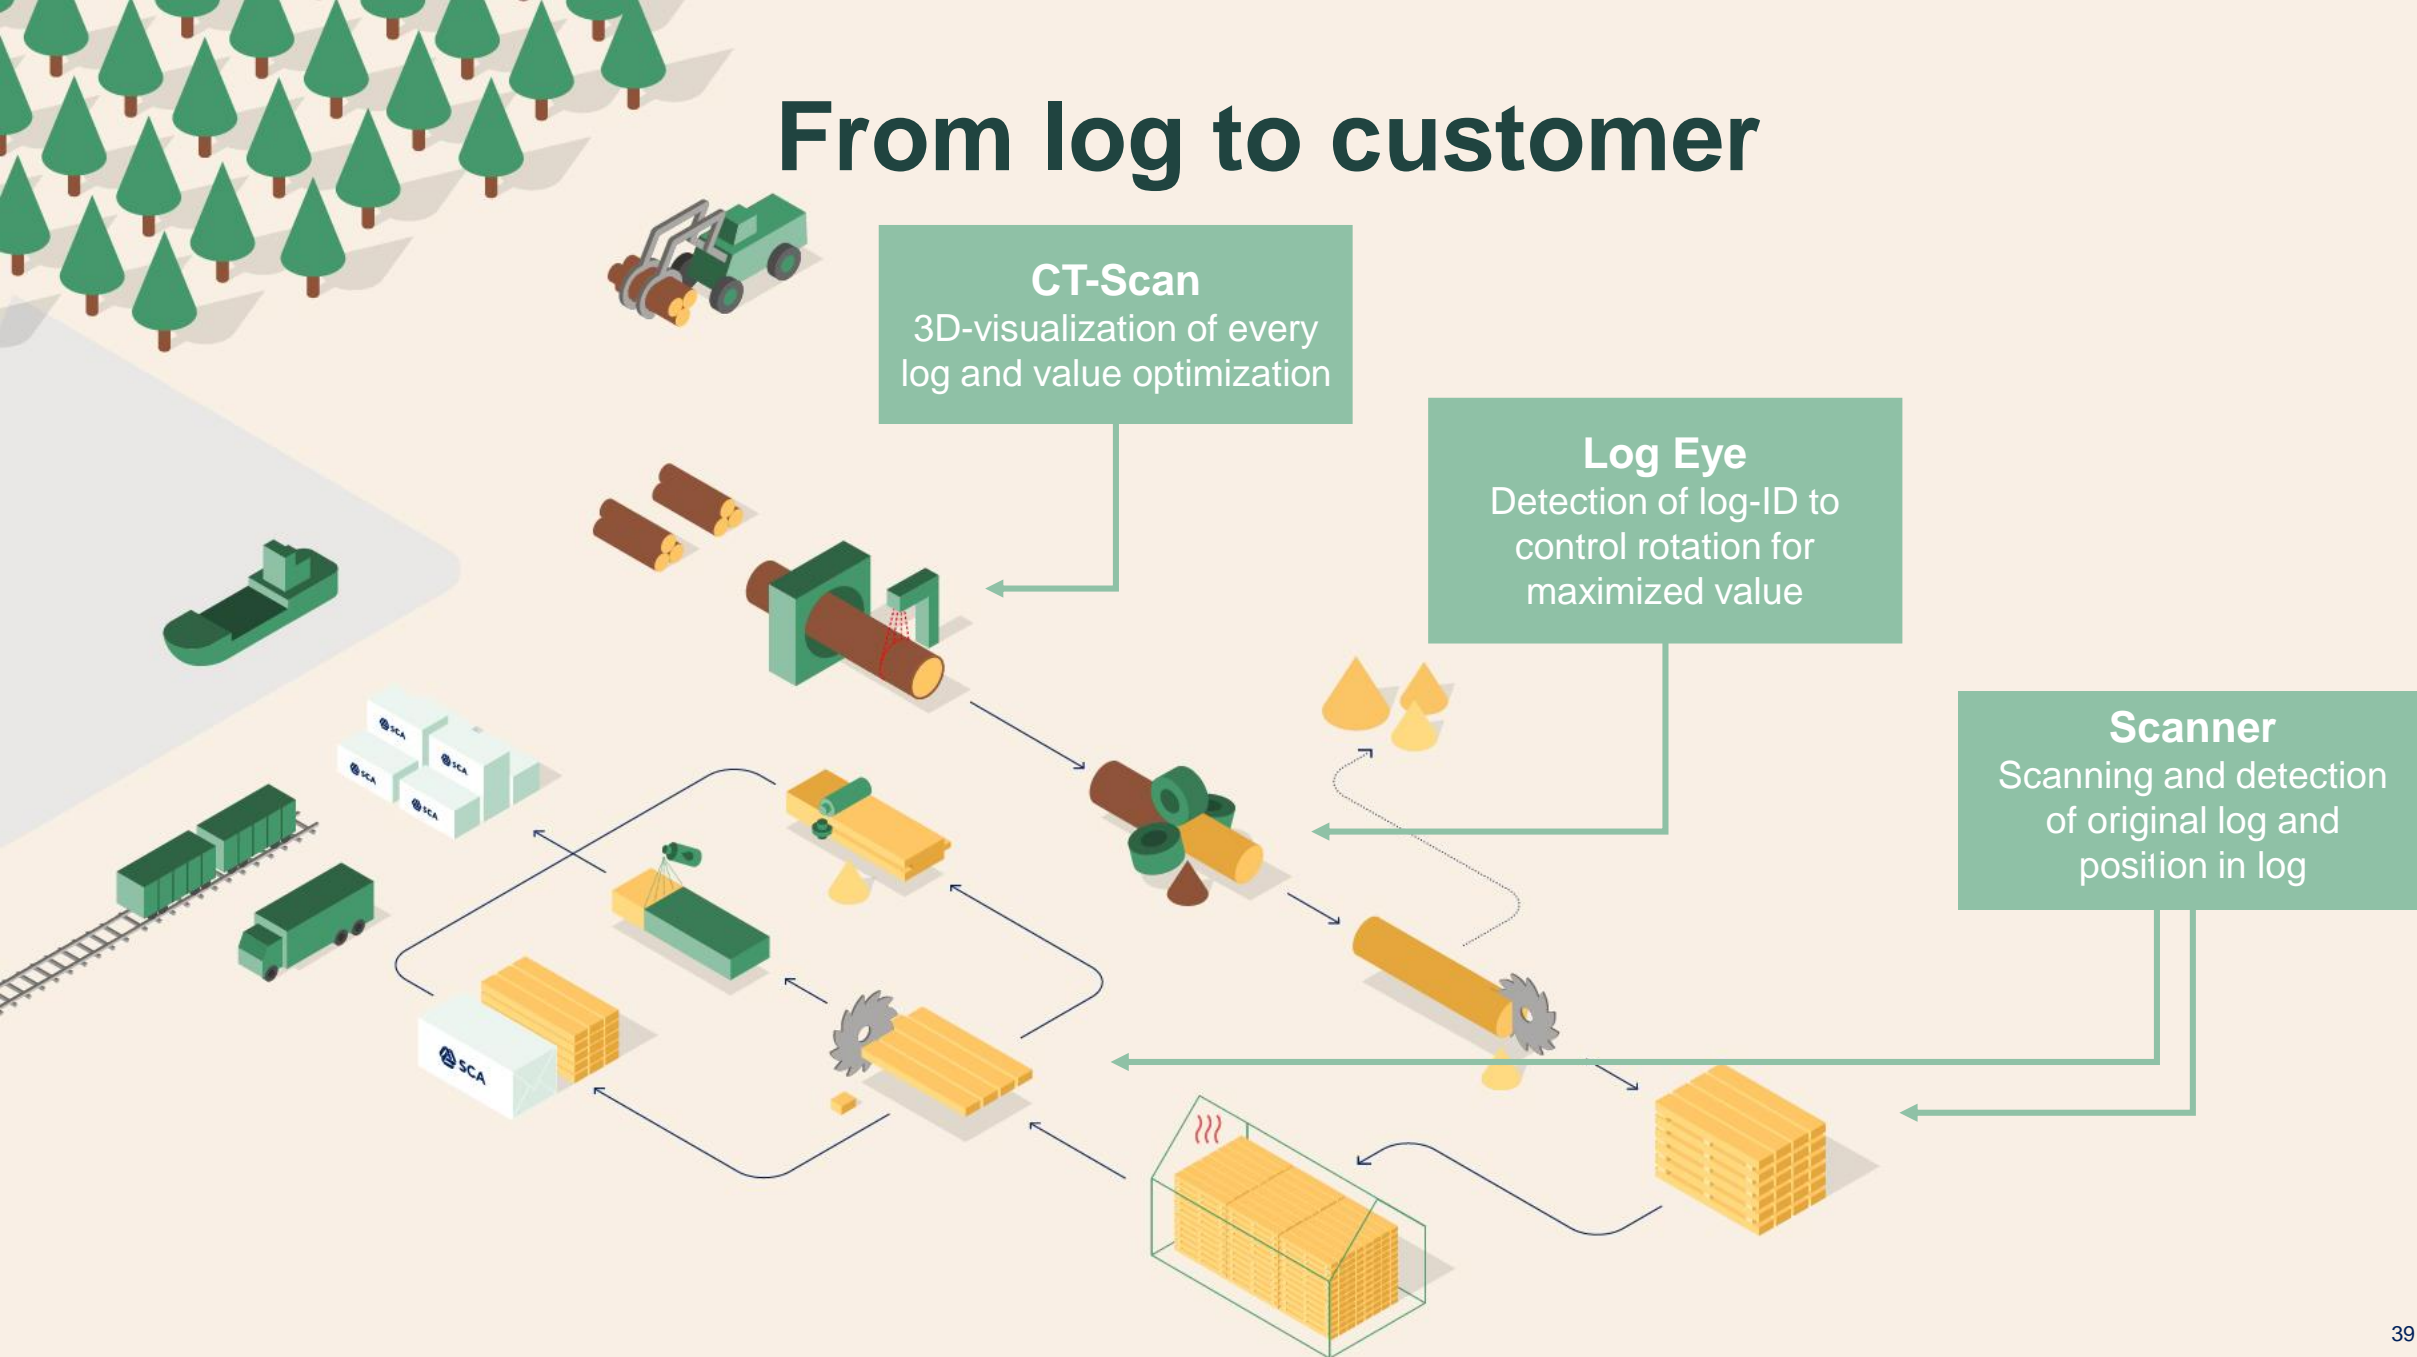 From log to customer
CT-Scan
3D-visualization of every
log and value optimization
Log Eye
Detection of log-ID to
control rotation for
maximized value
Scanner
Scanning and detection
of original log and
position in log
SCA
SCA
SCA
SCA
SCA
39